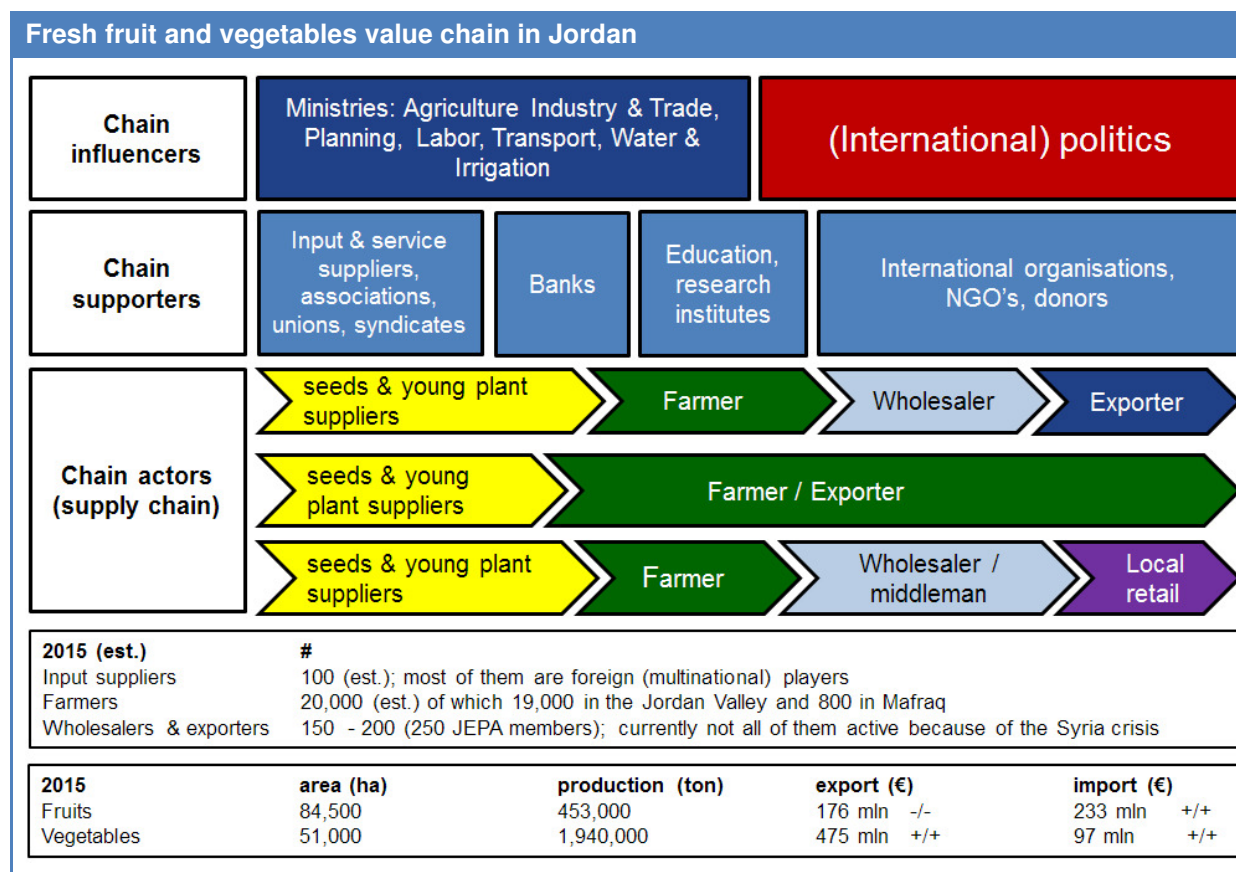 Fresh fruit and vegetables value chain in Jordan
Chain
influencers
Ministries: Agriculture Industry & Trade,
Planning, Labor, Transport, Water &
Irrigation
(International) politics
Chain
supporters
Input & service
suppliers,
associations,
unions, syndicates
Banks
Education,
research
institutes
International organisations,
NGO's, donors
Chain actors
(supply chain)
seeds & young plant
suppliers
Farmer
Wholesaler
Exporter
seeds & young
plant suppliers
Farmer / Exporter
seeds & young plant
suppliers
Farmer
Wholesaler /
middleman
Local
retail
2015 (est.) #
Input suppliers 100 (est.); most of them are foreign (multinational) players
Farmers 20,000 (est.) of which 19,000 in the Jordan Valley and 800 in Mafraq
Wholesalers & exporters 150 - 200 (250 JEPA members); currently not all of them active because of the Syria crisis
2015 area (ha) production (ton) export (€) import (€)
Fruits 84,500 453,000 176 mln -/- 233 mln +/+
Vegetables 51,000 1,940,000 475 mln +/+ 97 mln +/+